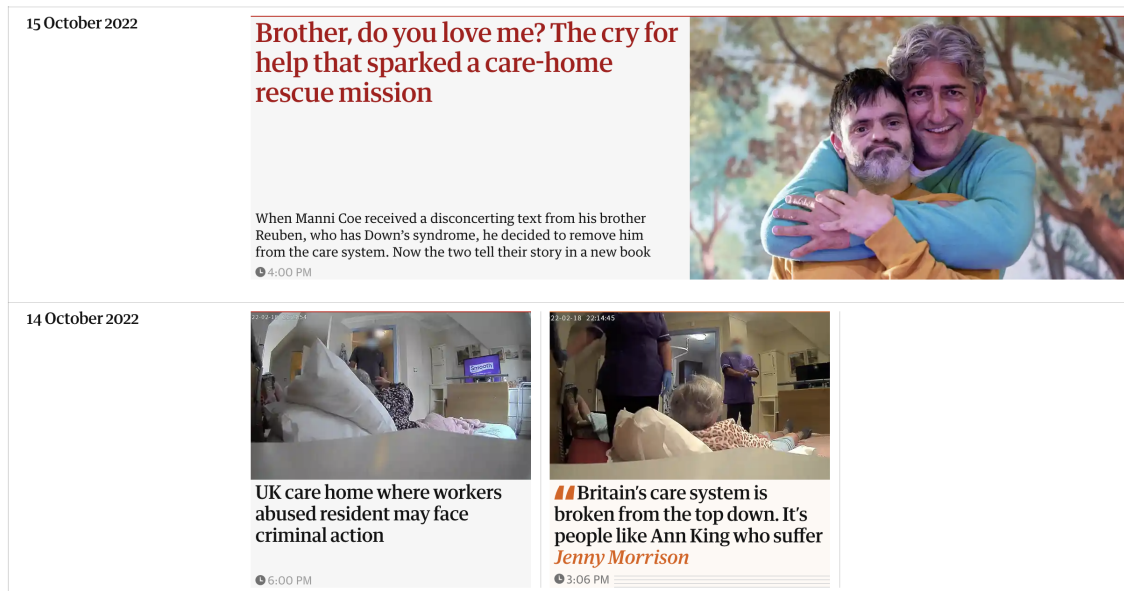 15 October 2022
Brother, do you love me? The cry for
help that sparked a care-home
rescue mission
When Manni Coe received a disconcerting text from his brother
Reuben, who has Down’s syndrome, he decided to remove him
from the care system. Now the two tell their story in a new book
4:00 PM
14 October 2022
Smooth
UK care home where workers
abused resident may face
criminal action
6:00 PM
22-02-18 22:14:45
Britain’s care system is
broken from the top down. It’s
people like Ann King who suffer
Jenny Morrison
3:06 PM